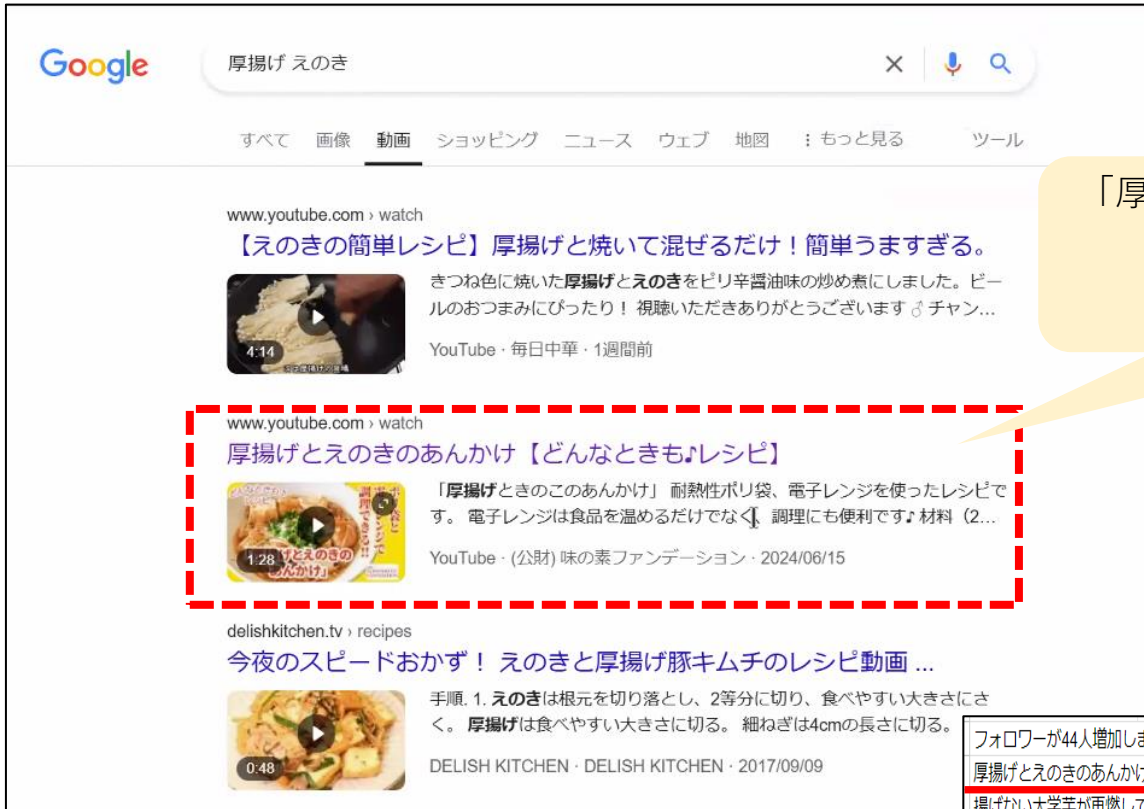 Google
厚揚げ えのき
すべて 画像 動画 ショッピング ニュース ウェブ 地図 もっと見る ツール
「厚
www.youtube.com › watch
【えのきの簡単レシピ】厚揚げと焼いて混ぜるだけ！簡単うますぎる。
きつね色に焼いた厚揚げとえのきをピリ辛醤油味の炒め煮にしました。ビー
ルのおつまみにぴったり！ 視聴いただきありがとうございます♂チャン...
4:14
YouTube · 毎日中華 · 1週間前
www.youtube.com › watch
厚揚げとえのきのあんかけ【どんなときも♪レシピ】
「厚揚げときのこのあんかけ」 耐熱性ポリ袋、電子レンジを使ったレシピで
す。 電子レンジは食品を温めるだけでなく、調理にも便利です♪ 材料（2...
1:28
YouTube · (公財) 味の素ファンデーション · 2024/06/15
delishkitchen.tv › recipes
今夜のスピードおかず！ えのきと厚揚げ豚キムチのレシピ動画 ...
手順. 1. えのきは根元を切り落とし、2等分に切り、食べやすい大きさにさ
く。 厚揚げは食べやすい大きさに切る。 細ねぎは4cmの長さに切る。
0:48
DELISH KITCHEN · DELISH KITCHEN · 2017/09/09
フォロワーが44人増加しま
厚揚げとえのきのあんかけ
揚げない大学芋が再燃して